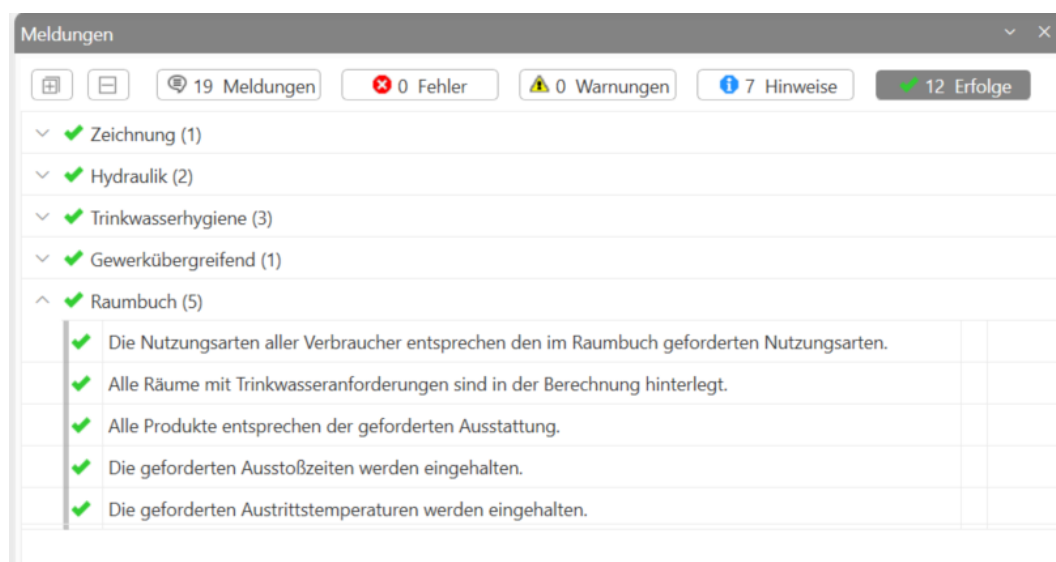 Meldungen
19 Meldungen 0 Fehler 0 Warnungen 7 Hinweise 12 Erfolge
Zeichnung (1)
Hydraulik (2)
Trinkwasserhygiene (3)
Gewerkübergreifend (1)
Raumbuch (5)
Die Nutzungsarten aller Verbraucher entsprechen den im Raumbuch geforderten Nutzungsarten.
Alle Räume mit Trinkwasseranforderungen sind in der Berechnung hinterlegt.
Alle Produkte entsprechen der geforderten Ausstattung.
Die geforderten Ausstoßzeiten werden eingehalten.
Die geforderten Austrittstemperaturen werden eingehalten.